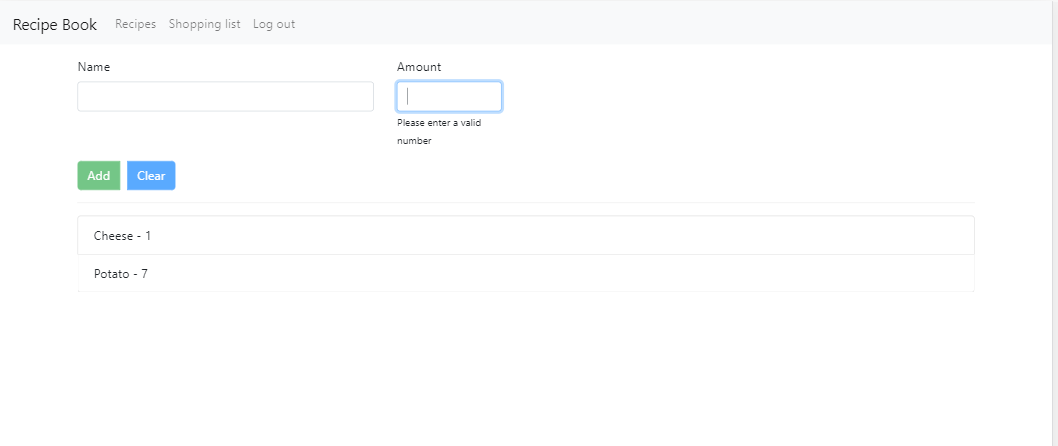 Recipe Book Recipes Shopping list Log out
Name Amount
Please enter a valid
number
Add Clear
Cheese - 1
Potato - 7